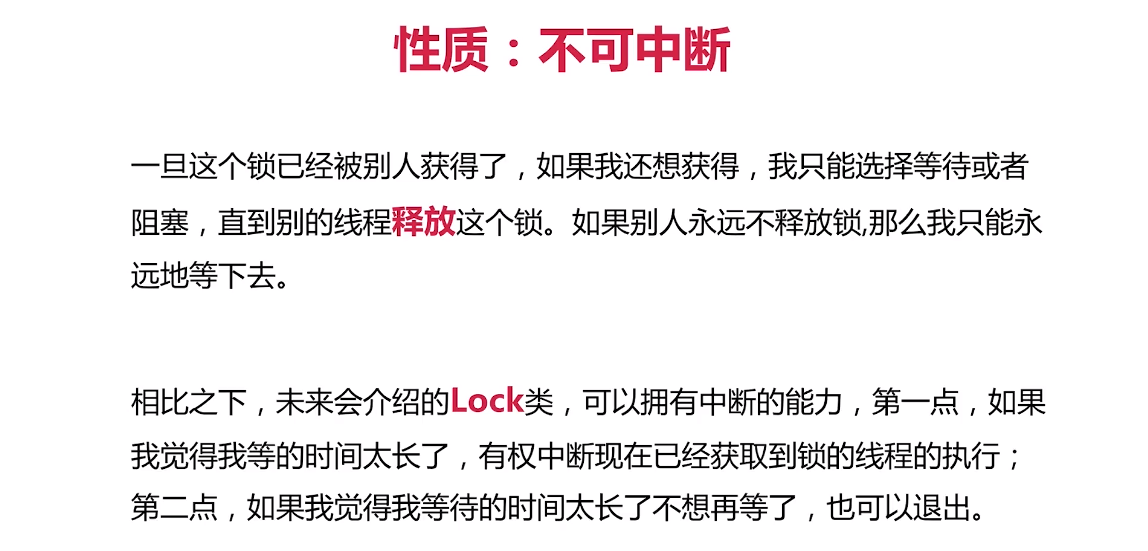 性质：不可中断
一旦这个锁已经被别人获得了，如果我还想获得，我只能选择等待或者
阻塞，直到别的线程释放这个锁。如果别人永远不释放锁,那么我只能永
远地等下去。
相比之下，未来会介绍的Lock类，可以拥有中断的能力，第一点，如果
我觉得我等的时间太长了，有权中断现在已经获取到锁的线程的执行；
第二点，如果我觉得我等待的时间太长了不想再等了，也可以退出。